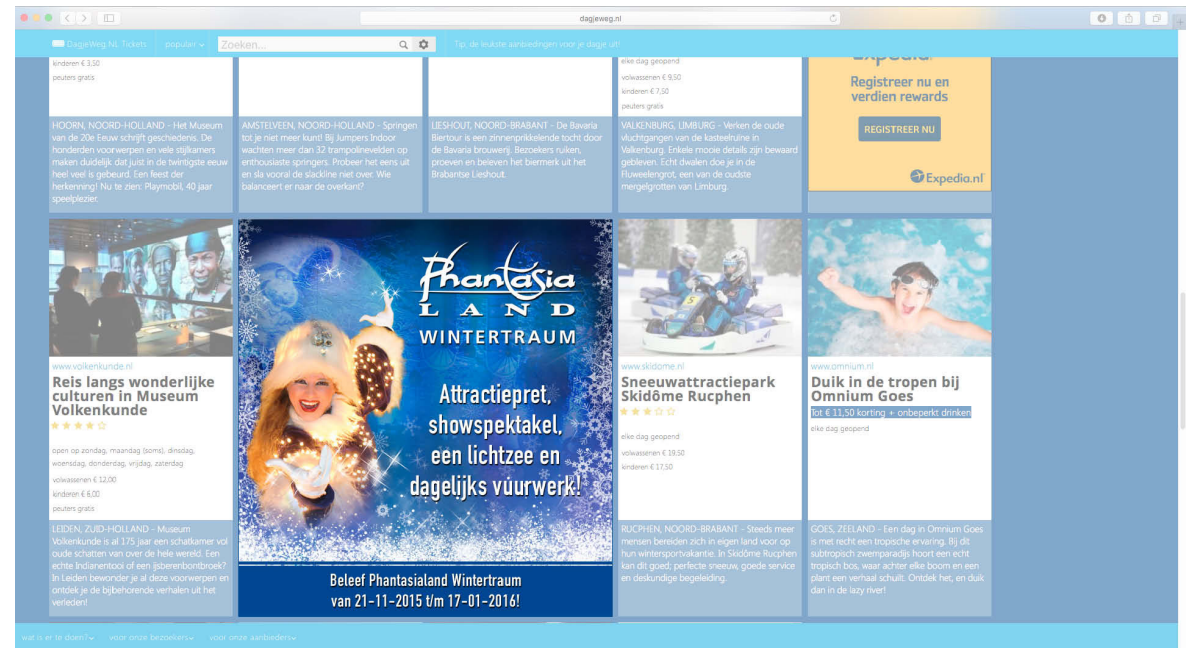 dagjeweg.nl
DagjeWeg.NL Tickets
populair
Zoeken...
Tip: de leukste aanbiedingen voor je dagje uit!
kinderen € 3,50
peuters gratis
HOORN, NOORD-HOLLAND - Het Museum
van de 20e Eeuw schrijft geschiedenis. De
honderden voorwerpen en vele stijlkamers
maken duidelijk dat juist in de twintigste eeuw
heel veel is gebeurd. Een feest der
herkenning! Nu te zien: Playmobil, 40 jaar
speelplezier.
AMSTELVEEN, NOORD-HOLLAND - Springen
tot je niet meer kunt! Bij Jumpers Indoor
wachten meer dan 32 trampolinevelden op
enthousiaste springers. Probeer het eens uit
en sla vooral de slackline niet over. Wie
balanceert er naar de overkant?
LIESHOUT, NOORD-BRABANT - De Bavaria
Biertour is een zinnenprikkelende tocht door
de Bavaria brouwerij. Bezoekers ruiken,
proeven en beleven het biermerk uit het
Brabantse Lieshout.
elke dag geopend
volwassenen € 9,50
kinderen € 7,50
peuters gratis
VALKENBURG, LIMBURG - Verken de oude
vluchtgangen van de kasteelruïne in
Valkenburg. Enkele mooie details zijn bewaard
gebleven. Echt dwalen doe je in de
Fluweelengrot, een van de oudste
mergelgrotten van Limburg.
Expedia
Registreer nu en
verdien rewards
REGISTREER NU
Expedia.nl
www.volkenkunde.nl
Reis langs wonderlijke
culturen in Museum
Volkenkunde
open op zondag, maandag (soms), dinsdag,
woensdag, donderdag, vrijdag, zaterdag
volwassenen € 12,00
kinderen € 6,00
peuters gratis
LEIDEN, ZUID-HOLLAND - Museum
Volkenkunde is al 175 jaar een schatkamer vol
oude schatten van over de hele wereld. Een
echte Indianentooi of een ijsberenbontbroek?
In Leiden bewonder je al deze voorwerpen en
ontdek je de bijbehorende verhalen uit het
verleden!
Phantasia
LAND
WINTERTRAUM
Attractiepret,
showspektakel,
een lichtzee en
dagelijks vuurwerk!
Beleef Phantasialand Wintertraum
van 21-11-2015 t/m 17-01-2016!
5
www.skidome.nl
Sneeuwattractiepark
Skidôme Rucphen
elke dag geopend
volwassenen € 19,50
kinderen € 17,50
RUCPHEN, NOORD-BRABANT - Steeds meer
mensen bereiden zich in eigen land voor op
hun wintersportvakantie. In Skidôme Rucphen
kan dit goed; perfecte sneeuw, goede service
en deskundige begeleiding.
www.omnium.nl
Duik in de tropen bij
Omnium Goes
Tot € 11,50 korting + onbeperkt drinken
elke dag geopend
GOES, ZEELAND - Een dag in Omnium Goes
is met recht een tropische ervaring. Bij dit
subtropisch zwemparadijs hoort een echt
tropisch bos, waar achter elke boom en een
plant een verhaal schuilt. Ontdek het, en duik
dan in de lazy river!
wat is er te doen?
voor onze bezoekers
voor onze aanbieders